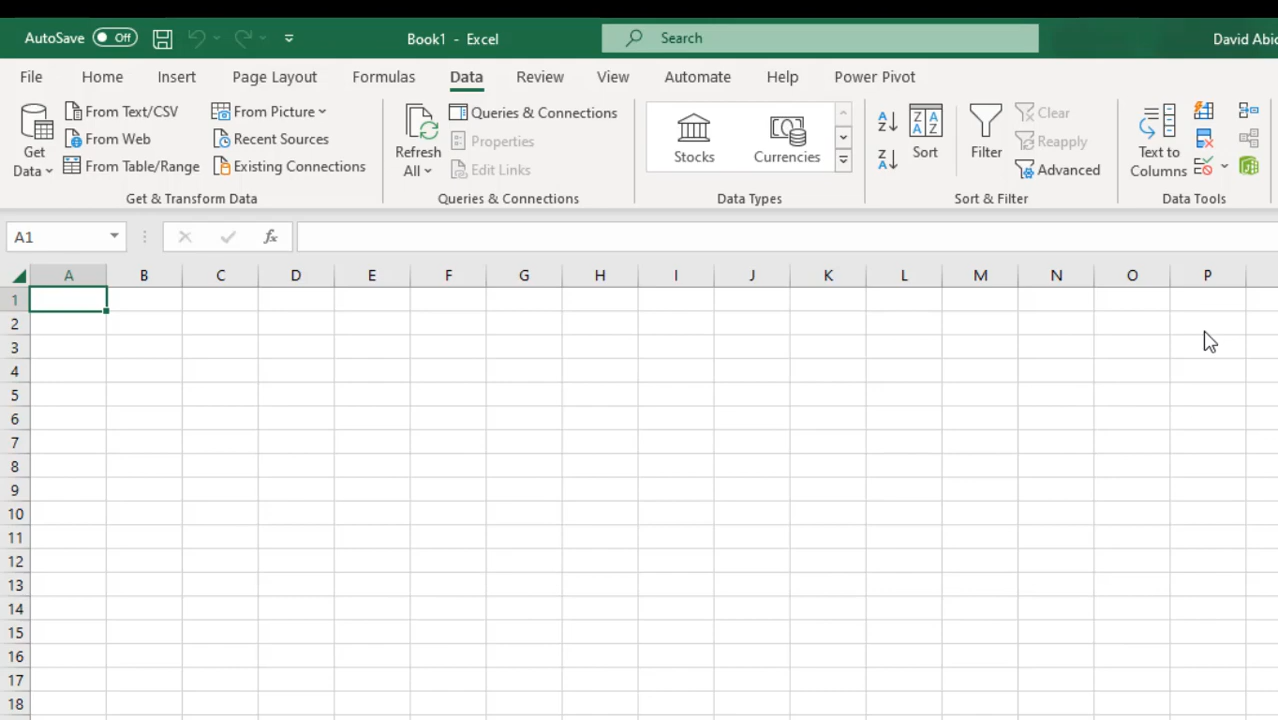 AutoSave Off Book1 - Excel Search David Abio
File Home Insert Page Layout Formulas Data Review View Automate Help Power Pivot
Get Data
From Text/CSV
From Web
From Table/Range
From Picture
Recent Sources
Existing Connections
Get & Transform Data
Refresh All
Queries & Connections
Properties
Edit Links
Queries & Connections
Stocks Currencies
Data Types
A Z
Z A
Z A A Z
Sort
Filter
Clear
Reapply
Advanced
Sort & Filter
Text to Columns
Data Tools
A1 fx
A B C D E F G H I J K L M N O P
1
2
3
4
5
6
7
8
9
10
11
12
13
14
15
16
17
18